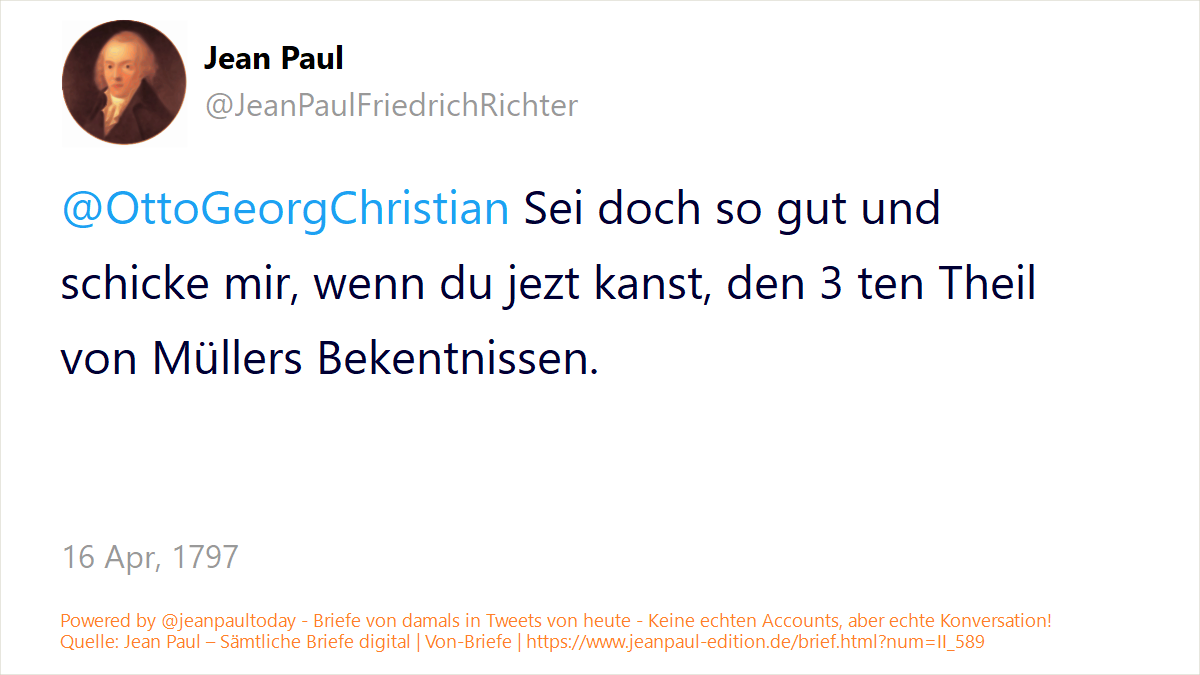 Jean Paul
@JeanPaulFriedrichRichter
@OttoGeorgChristian Sei doch so gut und
schicke mir, wenn du jezt kanst, den 3 ten Theil
von Müllers Bekentnissen.
16 Apr, 1797
Powered by @jeanpaultoday - Briefe von damals in Tweets von heute - Keine echten Accounts, aber echte Konversation!
Quelle: Jean Paul – Sämtliche Briefe digital | Von-Briefe | https://www.jeanpaul-edition.de/brief.html?num=II_589